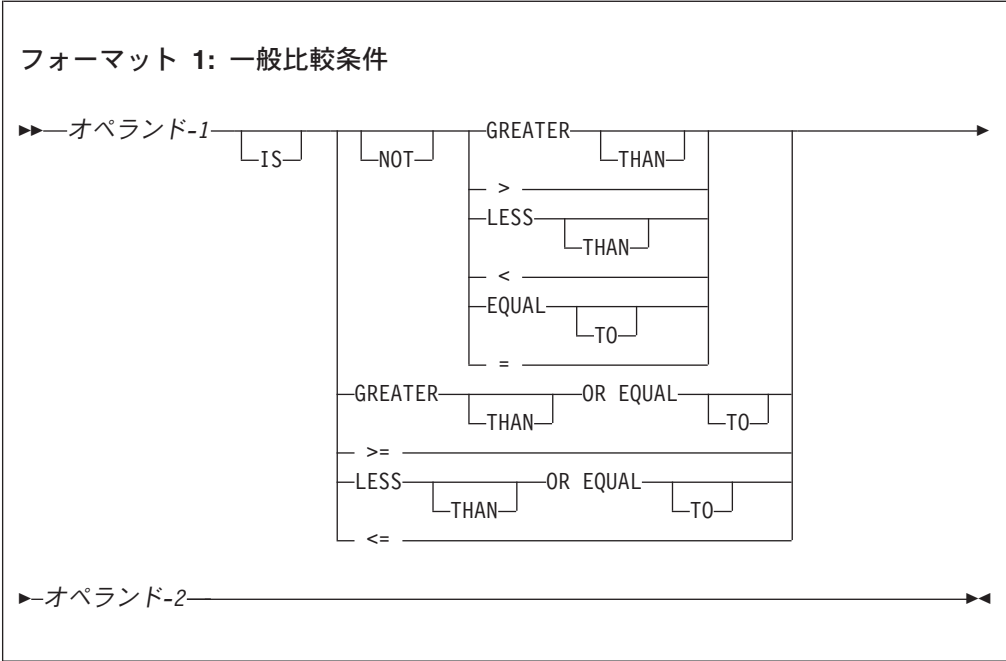 フォーマット 1: 一般比較条件
オペランド-1 GREATER
IS NOT THAN
>
LESS
THAN
<
EQUAL
TO
=
GREATER OR EQUAL
THAN TO
>=
LESS OR EQUAL
THAN TO
<=
オペランド-2